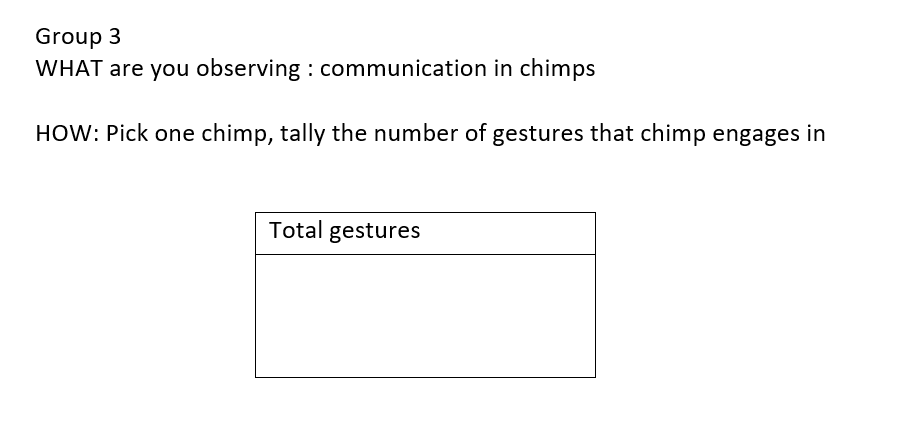 Group 3
WHAT are you observing : communication in chimps
HOW: Pick one chimp, tally the number of gestures that chimp engages in
Total gestures